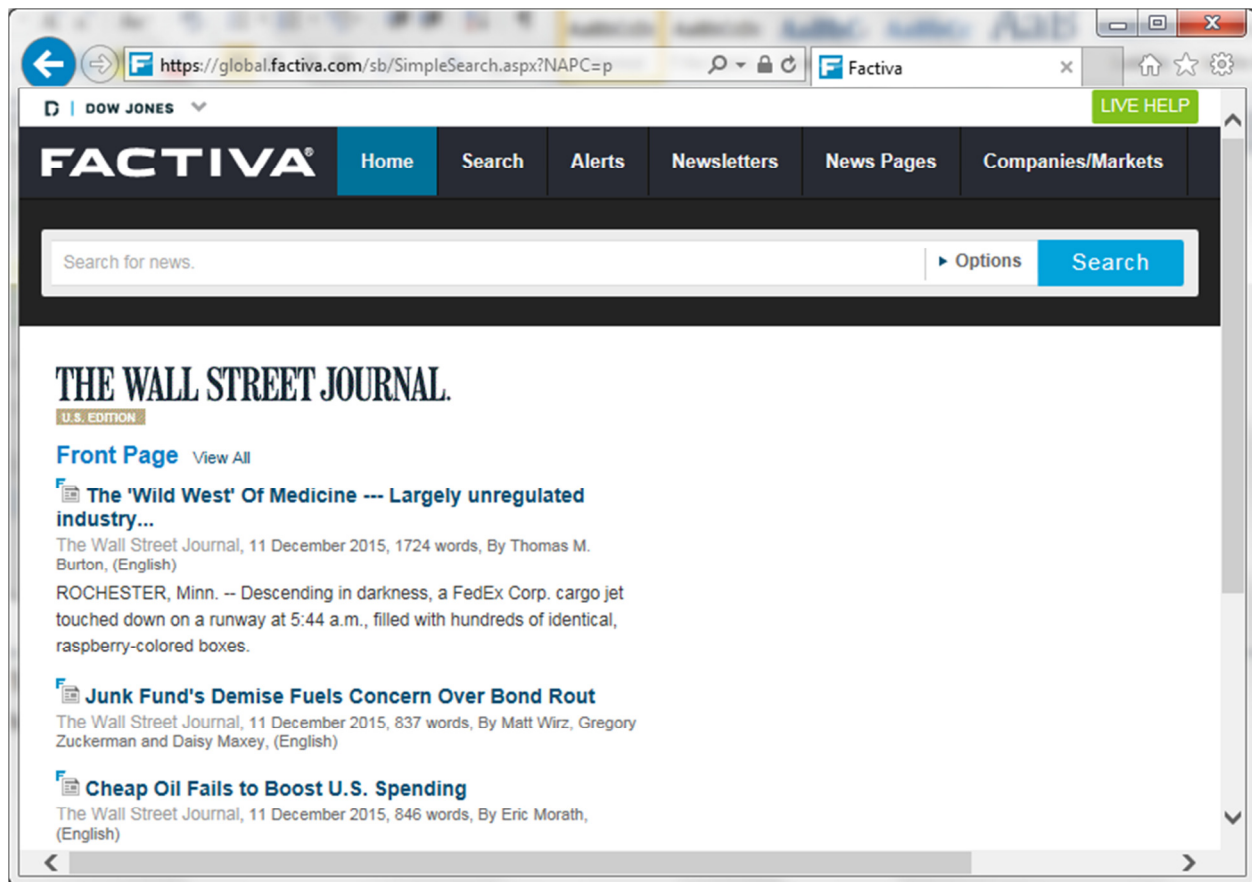 https://global.factiva.com/sb/SimpleSearch.aspx?NAPC=p
Factiva
DOW JONES
LIVE HELP
FACTIVA®
Home
Search
Alerts
Newsletters
News Pages
Companies/Markets
Search for news.
Options
Search
THE WALL STREET JOURNAL.
U.S. EDITION
Front Page View All
The 'Wild West' Of Medicine --- Largely unregulated
industry...
The Wall Street Journal, 11 December 2015, 1724 words, By Thomas M.
Burton, (English)
ROCHESTER, Minn. -- Descending in darkness, a FedEx Corp. cargo jet
touched down on a runway at 5:44 a.m., filled with hundreds of identical,
raspberry-colored boxes.
Junk Fund's Demise Fuels Concern Over Bond Rout
The Wall Street Journal, 11 December 2015, 837 words, By Matt Wirz, Gregory
Zuckerman and Daisy Maxey, (English)
Cheap Oil Fails to Boost U.S. Spending
The Wall Street Journal, 11 December 2015, 846 words, By Eric Morath,
(English)